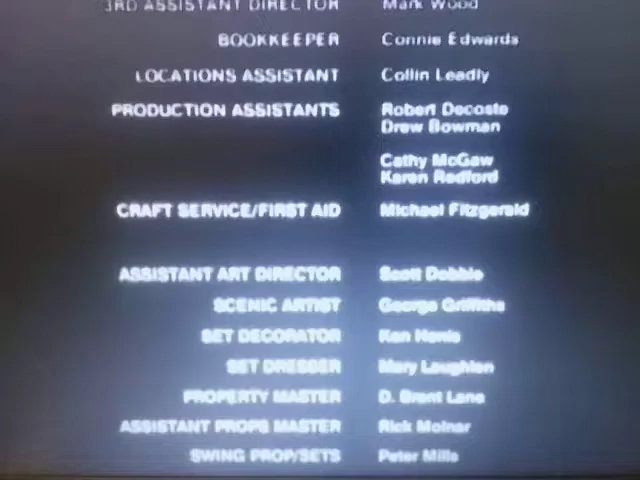 3RD ASSISTANT DIRECTOR Mark Wood
BOOKKEEPER Connie Edwards
LOCATIONS ASSISTANT Collin Leadly
PRODUCTION ASSISTANTS Robert Decoste
Drew Bowman
Cathy McGaw
Karen Redford
CRAFT SERVICE/FIRST AID Michael Fitzgerald
ASSISTANT ART DIRECTOR Scott Dobbie
SCENIC ARTIST George Griffiths
SET DECORATOR Ken
SET DRESSER Mary Laughlen
PROPERTY MASTER D. Brent Lane
ASSISTANT PROPS MASTER Rick Molnar
SWING PROP/SETS Peter Mills